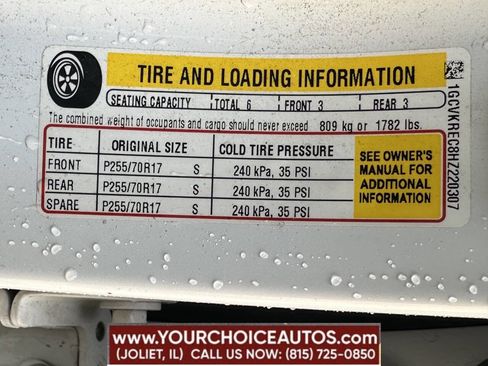 TIRE AND LOADING INFORMATION
SEATING CAPACITY TOTAL 6 FRONT 3 REAR 3
The combined weight of occupants and cargo should never exceed 809 kg or 1782 lbs.
TIRE ORIGINAL SIZE COLD TIRE PRESSURE
FRONT P255/70R17 S 240 kPa, 35 PSI
REAR P255/70R17 S 240 kPa, 35 PSI
SPARE P255/70R17 S 240 kPa, 35 PSI
SEE OWNER'S
MANUAL FOR
ADDITIONAL
INFORMATION
1GCVKREC8HZ220307
WWW.YOURCHOICEAUTOS.COM
(JOLIET, IL) CALL US NOW: (815) 725-0850